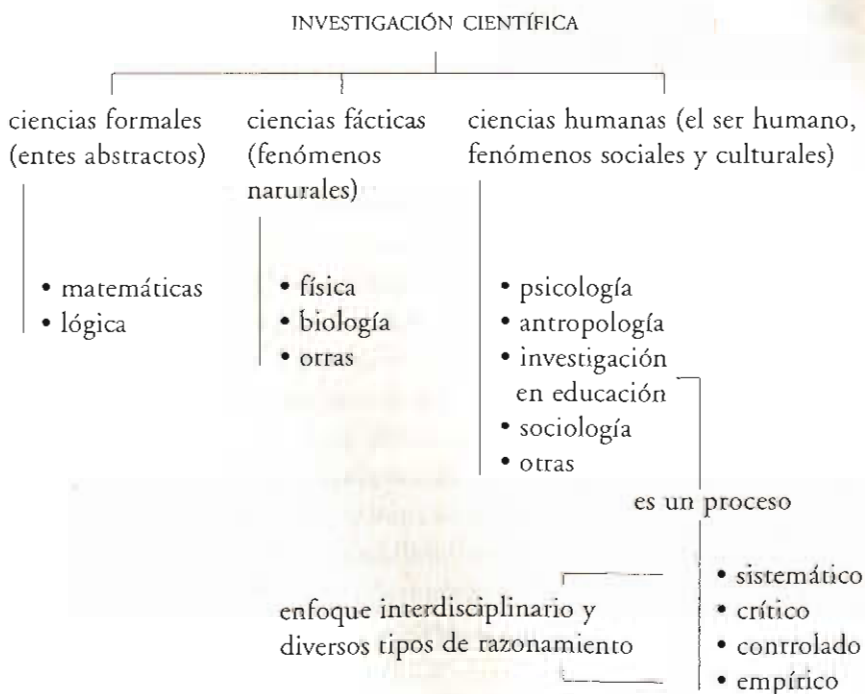 INVESTIGACIÓN CIENTÍFICA
ciencias formales
(entes abstractos)
• matemáticas
• lógica
ciencias fácticas
(fenómenos
naturales)
• física
• biología
• otras
ciencias humanas (el ser humano,
fenómenos sociales y culturales)
• psicología
• antropología
• investigación
en educación
• sociología
• otras
es un proceso
enfoque interdisciplinario y
diversos tipos de razonamiento
• sistemático
• crítico
• controlado
• empírico